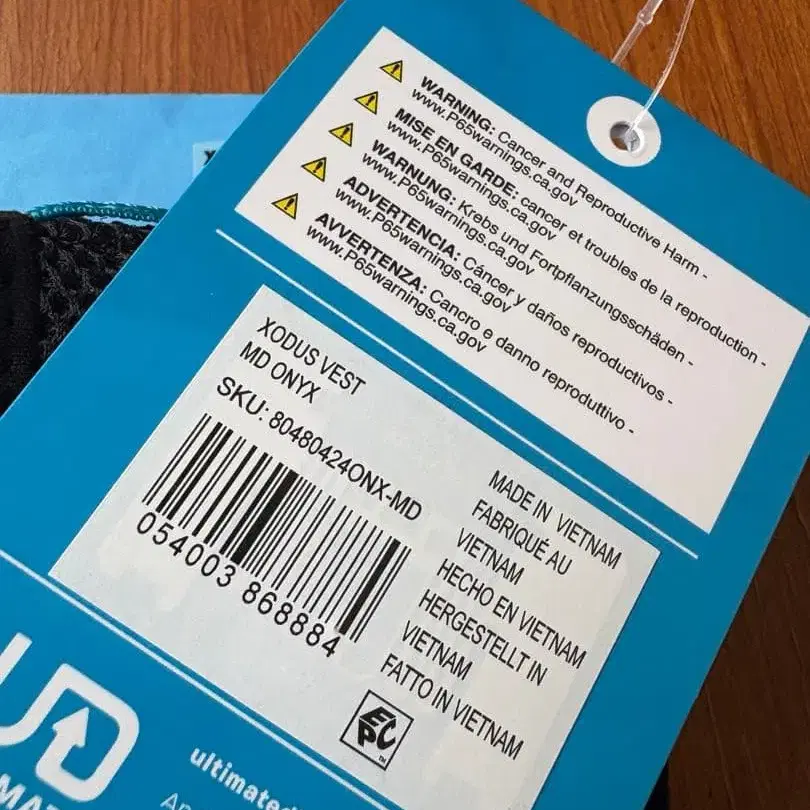 WARNING: Cancer and Reproductive Harm -
www.P65warnings.ca.gov
MISE EN GARDE: cancer et troubles de la reproduction -
www.P65warnings.ca.gov
WARNUNG: Krebs und Fortpflanzungsschäden -
www.P65warnings.ca.gov
ADVERTENCIA: Cáncer y daños reproductivos -
www.P65warnings.ca.gov
AVVERTENZA: Cancro e danno reproduttivo -
www.P65warnings.ca.gov
XODUS VEST
MD ONYX
SKU: 80480424ONX-MD
054003 868884
MADE IN VIETNAM
FABRIQUÉ AU
VIETNAM
HECHO EN VIETNAM
HERGESTELLT IN
VIETNAM
FATTO IN VIETNAM
EPC™
UD